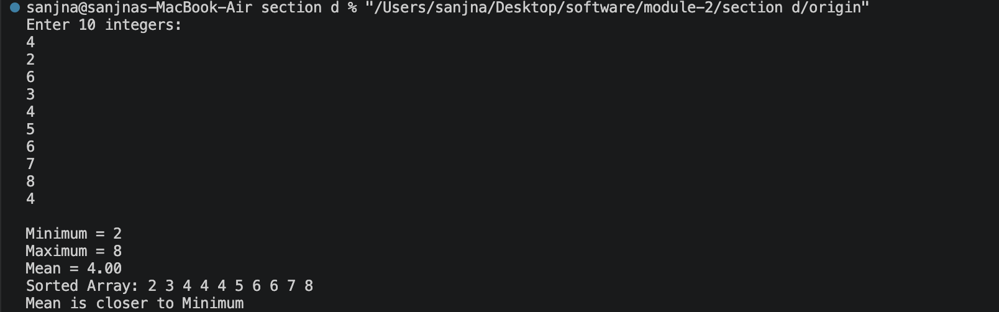 sanjna@sanjnas-MacBook-Air section d % "/Users/sanjna/Desktop/software/module-2/section d/origin"
Enter 10 integers:
4
2
6
3
4
5
6
7
8
4
Minimum = 2
Maximum = 8
Mean = 4.00
Sorted Array: 2 3 4 4 4 5 6 6 7 8
Mean is closer to Minimum